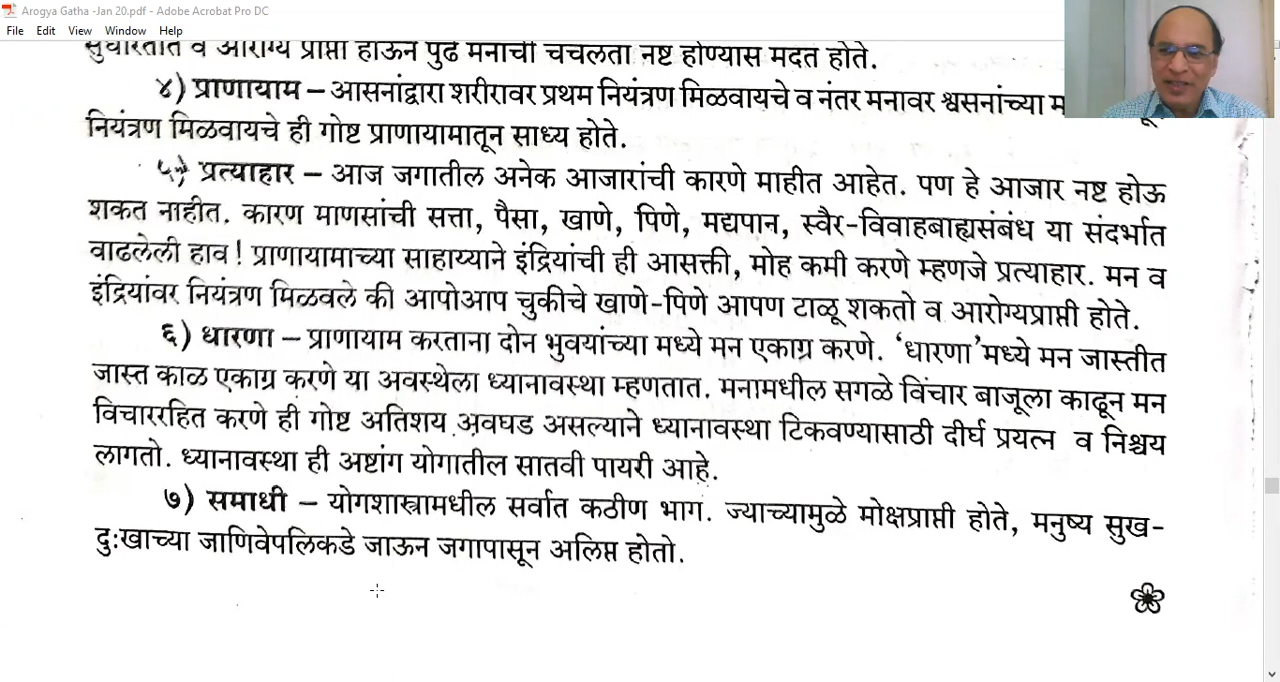 Arogya Gatha -Jan 20.pdf - Adobe Acrobat Pro DC
File Edit View Window Help
सुधारतात व आरोग्य प्राप्ती होऊन पुढे मनाची चंचलता नष्ट होण्यास मदत होते.
४) प्राणायाम – आसनांद्वारा शरीरावर प्रथम नियंत्रण मिळवायचे व नंतर मनावर श्वसनांच्या
नियंत्रण मिळवायचे ही गोष्ट प्राणायामातून साध्य होते.
५) प्रत्याहार – आज जगातील अनेक आजारांची कारणे माहीत आहेत. पण हे आजार नष्ट होऊ
शकत नाहीत. कारण माणसांची सत्ता, पैसा, खाणे, पिणे, मद्यपान, स्वैर-विवाहबाह्यसंबंध या संदर्भात
वाढलेली हाव! प्राणायामाच्या साहाय्याने इंद्रियांची ही आसक्ती, मोह कमी करणे म्हणजे प्रत्याहार. मन व
इंद्रियांवर नियंत्रण मिळवले की आपोआप चुकीचे खाणे-पिणे आपण टाळू शकतो व आरोग्यप्राप्ती होते.
६) धारणा – प्राणायाम करताना दोन भुवयांच्या मध्ये मन एकाग्र करणे. ‘धारणा’मध्ये मन जास्तीत
जास्त काळ एकाग्र करणे या अवस्थेला ध्यानावस्था म्हणतात. मनामधील सगळे विचार बाजूला काढून मन
विचाररहित करणे ही गोष्ट अतिशय अवघड असल्याने ध्यानावस्था टिकवण्यासाठी दीर्घ प्रयत्न व निश्चय
लागतो. ध्यानावस्था ही अष्टांग योगातील सातवी पायरी आहे.
७) समाधी – योगशास्त्रामधील सर्वात कठीण भाग. ज्याच्यामुळे मोक्षप्राप्ती होते, मनुष्य सुख-
दुःखाच्या जाणिवेपलिकडे जाऊन जगापासून अलिप्त होतो.